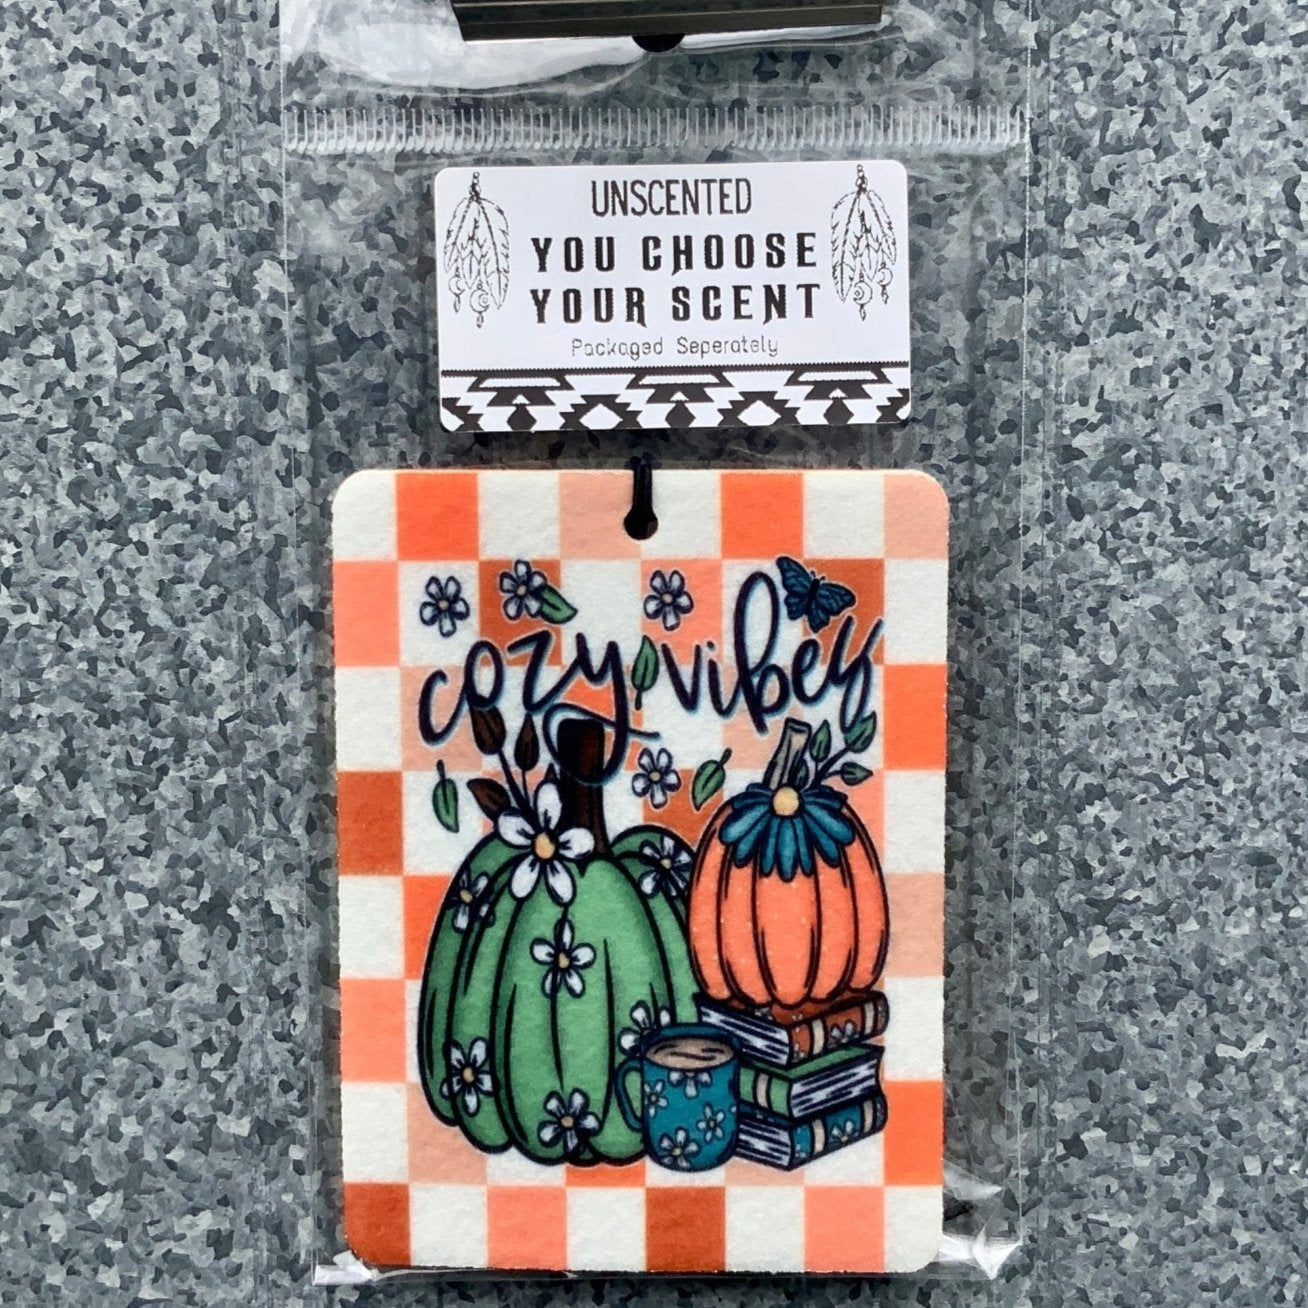 UNSCENTED
YOU CHOOSE
YOUR SCENT
Packaged Seperately
cozy vibes